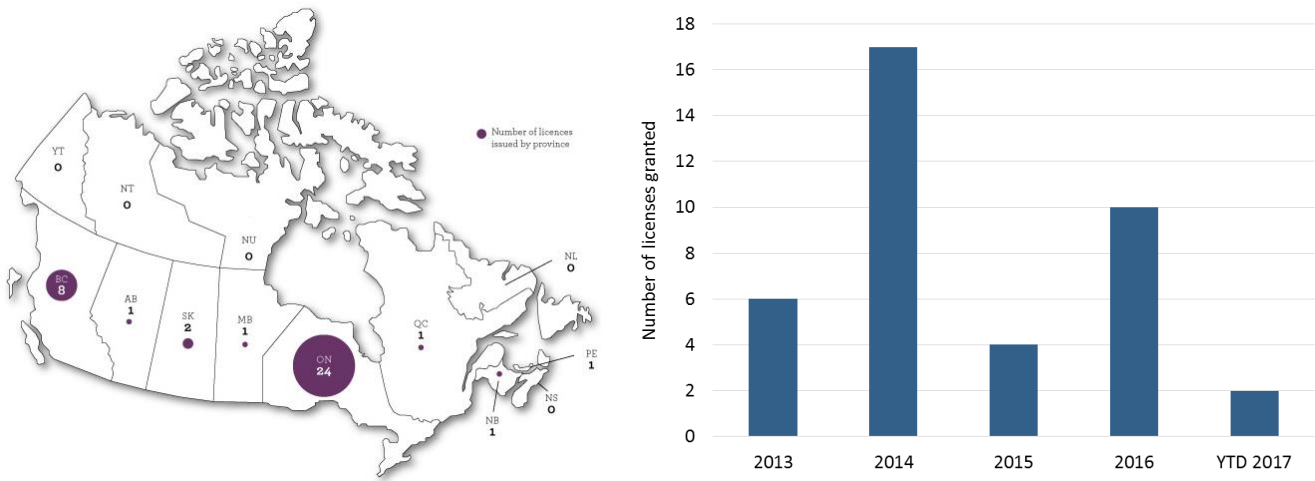 Number of licences
issued by province
YT
0
NT
0
NU
0
NL
0
BC
8
AB
1
SK
2
MB
1
ON
24
QC
1
PE
1
NS
0
NB
1
Number of licenses granted
18
16
14
12
10
8
6
4
2
0
2013
2014
2015
2016
YTD 2017